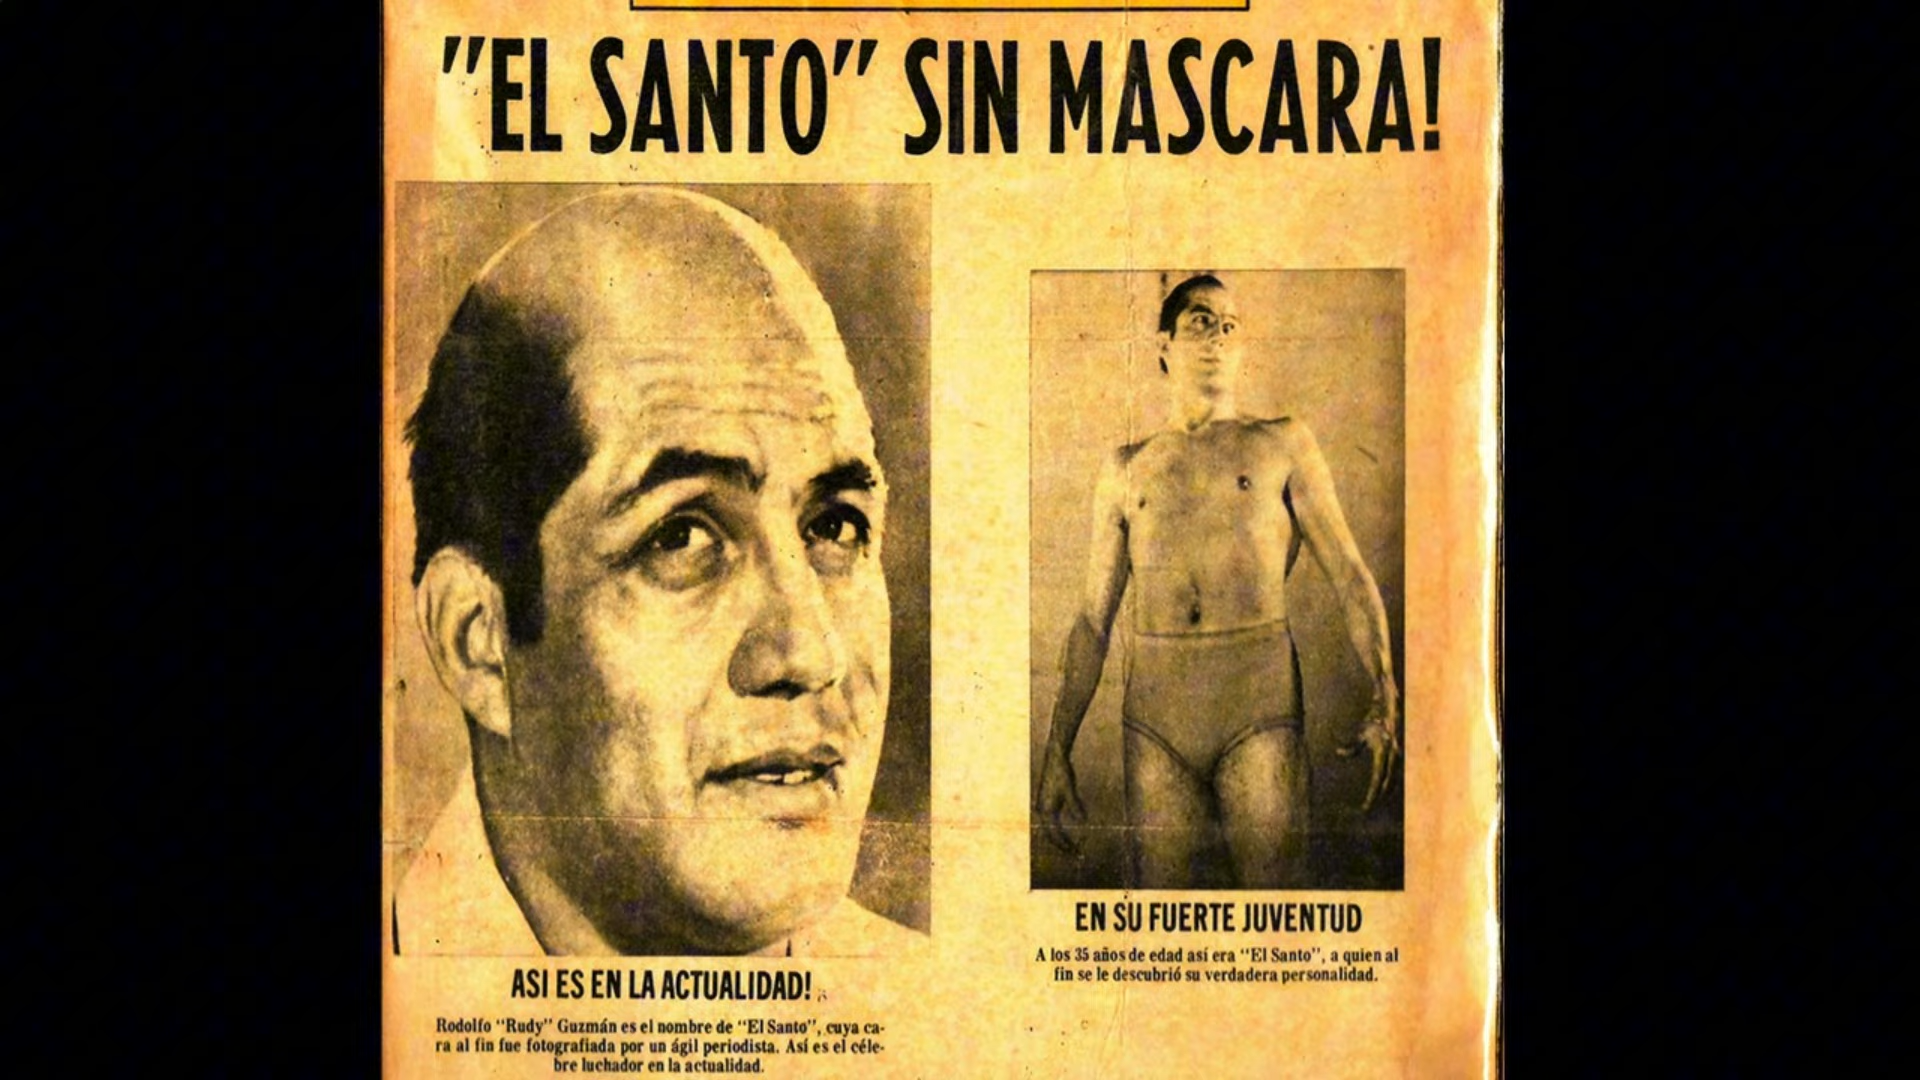 "EL SANTO" SIN MASCARA!
ASI ES EN LA ACTUALIDAD!
Rodolfo "Rudy" Guzmán es el nombre de "El Santo", cuya ca-
ra al fin fue fotografiada por un ágil periodista. Así es el céle-
bre luchador en la actualidad.
EN SU FUERTE JUVENTUD
A los 35 años de edad así era "El Santo", a quien al
fin se le descubrió su verdadera personalidad.